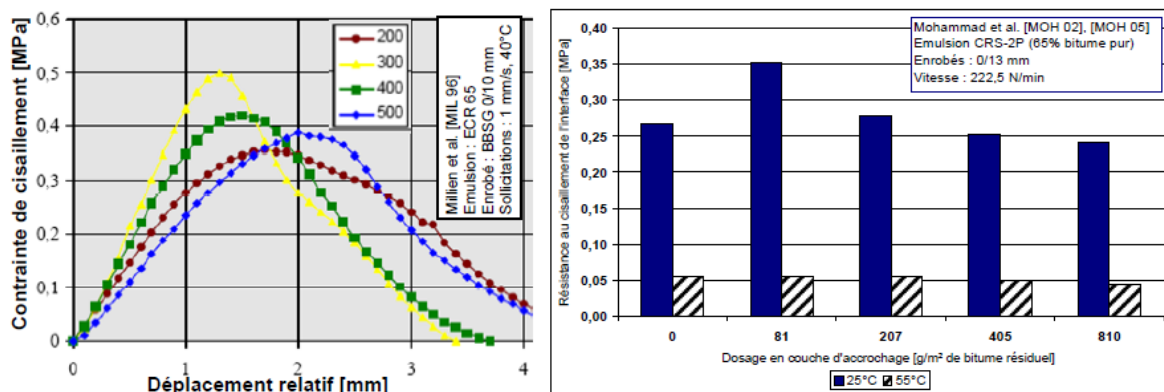 Contrainte de cisaillement [MPa]
0,6
0,5
0,4
0,3
0,2
0,1
0
0 1 2 3 4
Déplacement relatif [mm]
200
300
400
500
Millien et al. [MIL 96]
Emulsion : ECR 65
Enrobé : BBSG 0/10 mm
Sollicitations : 1 mm/s, 40°C
Résistance au cisaillement de l'interface [MPa]
0,40
0,35
0,30
0,25
0,20
0,15
0,10
0,05
0,00
Mohammad et al. [MOH 02], [MOH 05]
Emulsion CRS-2P (65% bitume pur)
Enrobés : 0/13 mm
Vitesse : 222,5 N/min
0 81 207 405 810
Dosage en couche d'accrochage [g/m² de bitume résiduel]
25°C 55°C